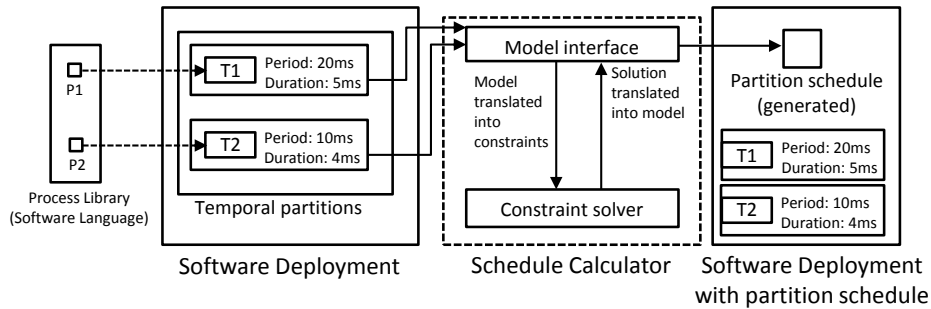 P1
P2
Process Library
(Software Language)
T1
Period: 20ms
Duration: 5ms
T2
Period: 10ms
Duration: 4ms
Temporal partitions
Software Deployment
Model interface
Model
translated
into
constraints
Solution
translated
into model
Constraint solver
Schedule Calculator
Partition schedule
(generated)
T1
Period: 20ms
Duration: 5ms
T2
Period: 10ms
Duration: 4ms
Software Deployment
with partition schedule